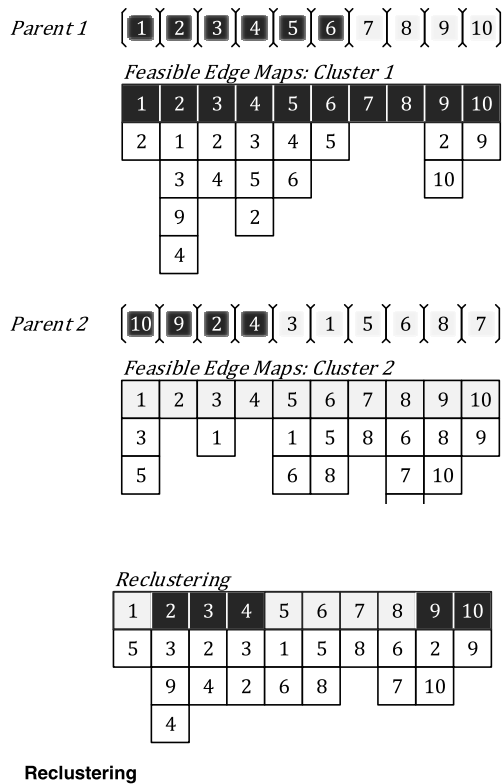 Parent 1 1 2 3 4 5 6 7 8 9 10
Feasible Edge Maps: Cluster 1
1 2 3 4 5 6 7 8 9 10
2 1 2 3 4 5 2 9
3 4 5 6 10
9 2
4
Parent 2 10 9 2 4 3 1 5 6 8 7
Feasible Edge Maps: Cluster 2
1 2 3 4 5 6 7 8 9 10
3 1 1 5 8 6 8 9
5 6 8 7 10
Reclustering
1 2 3 4 5 6 7 8 9 10
5 3 2 3 1 5 8 6 2 9
9 4 2 6 8 7 10
4
Reclustering